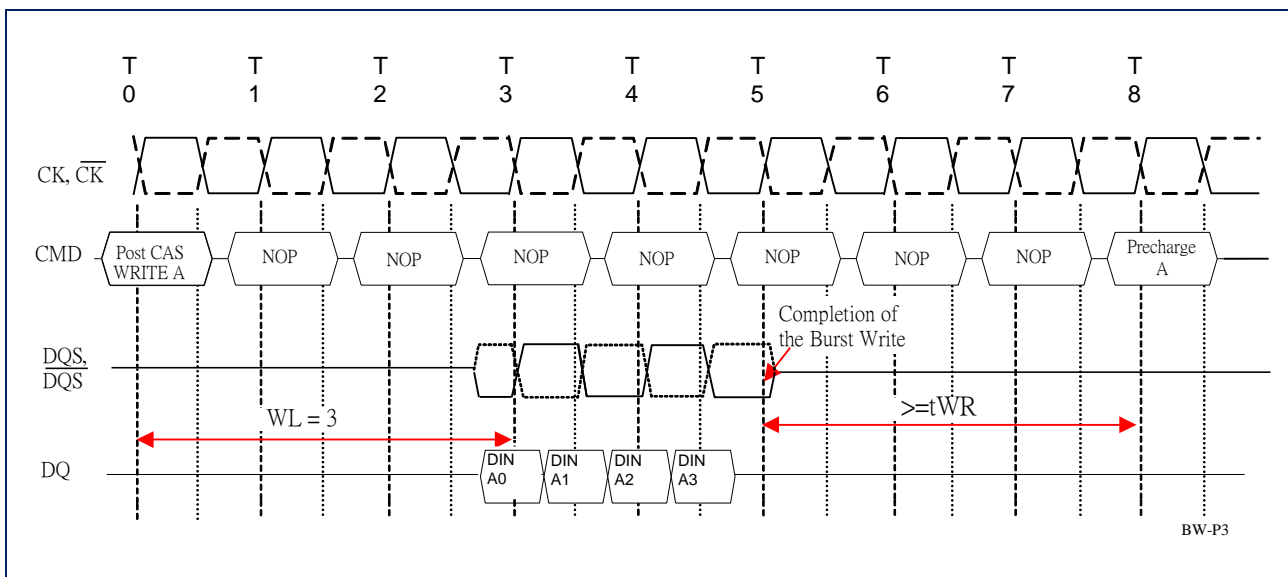 T T T T T T T T T
0 1 2 3 4 5 6 7 8
CK, CK
CMD
Post CAS
WRITE A
NOP
NOP
NOP
NOP
NOP
NOP
NOP
Precharge
A
Completion of
the Burst Write
DQS,
DQS
WL = 3
>=tWR
DQ
DIN
A0
DIN
A1
DIN
A2
DIN
A3
BW-P3